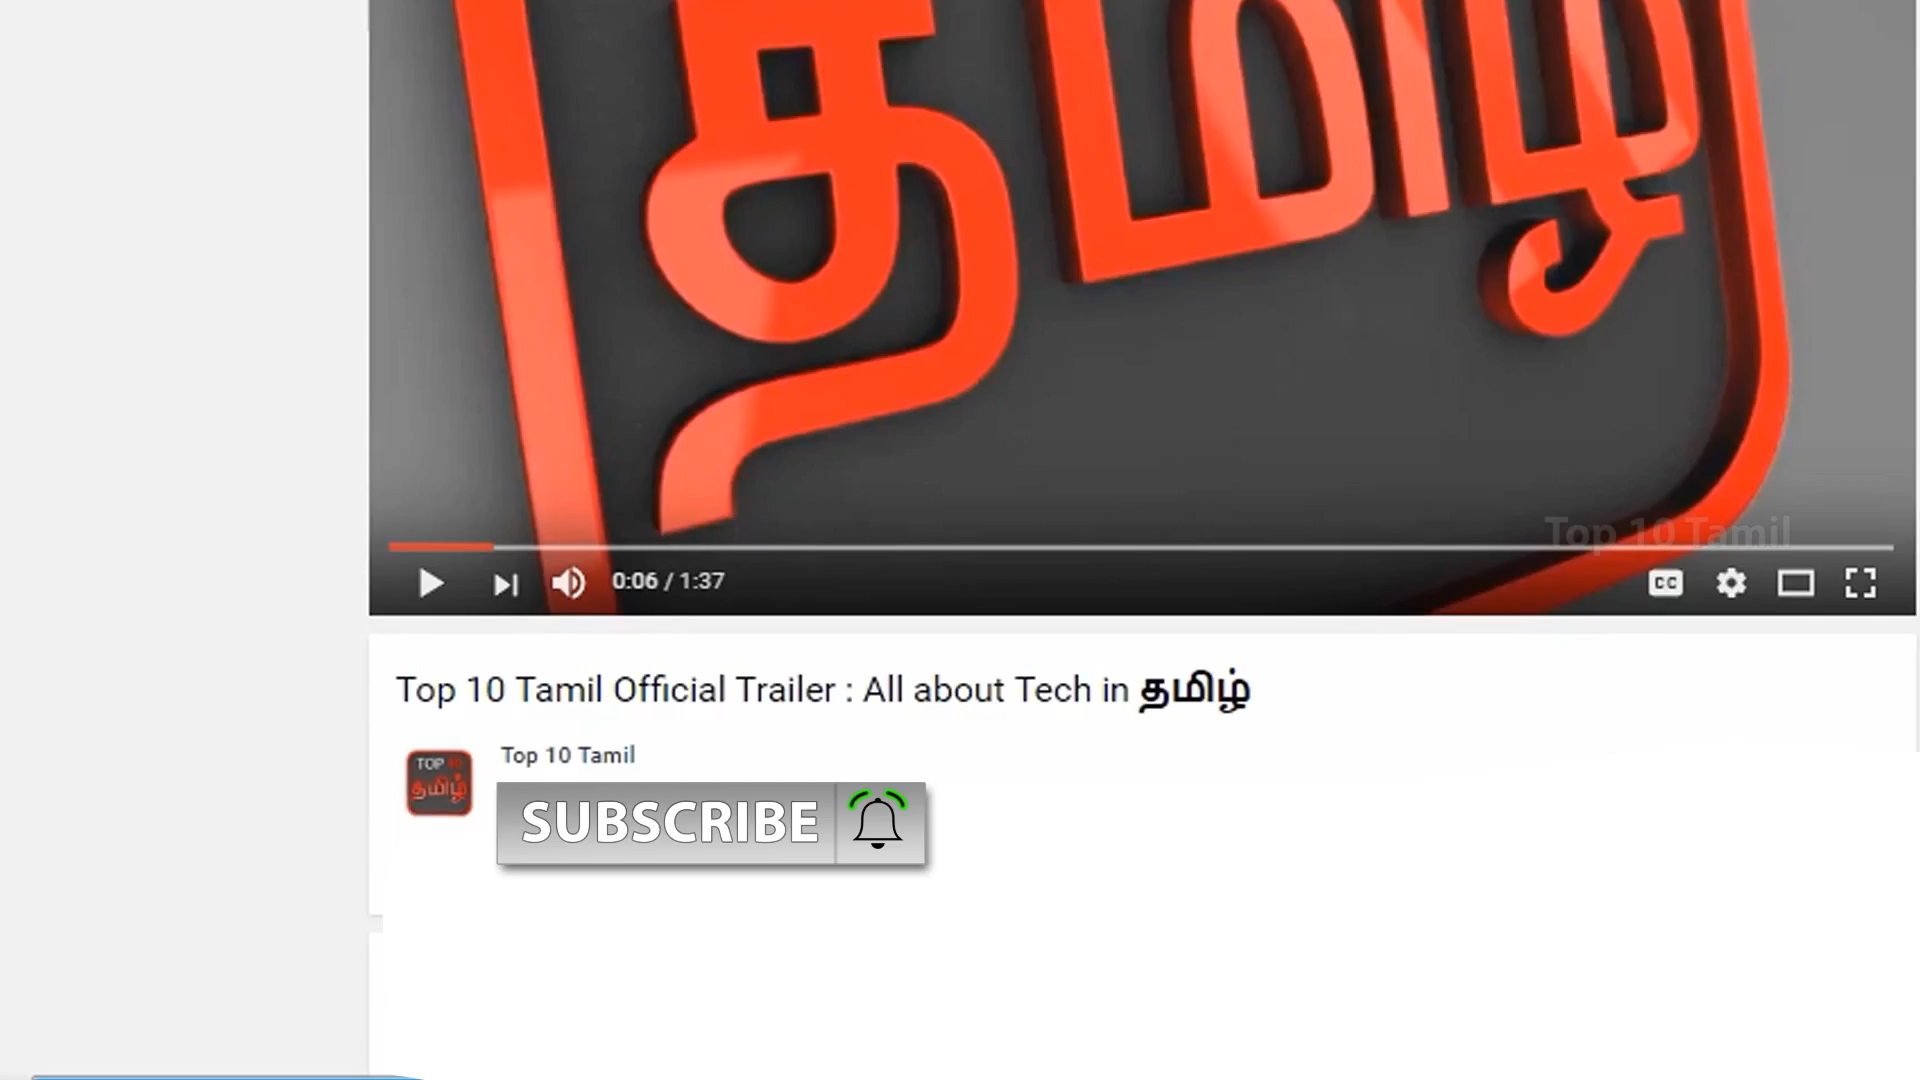 தமிழ்
Top 10 Tamil
0:06 / 1:37
CC
Top 10 Tamil Official Trailer : All about Tech in தமிழ்
Top 10 Tamil
TOP 10
தமிழ்
SUBSCRIBE